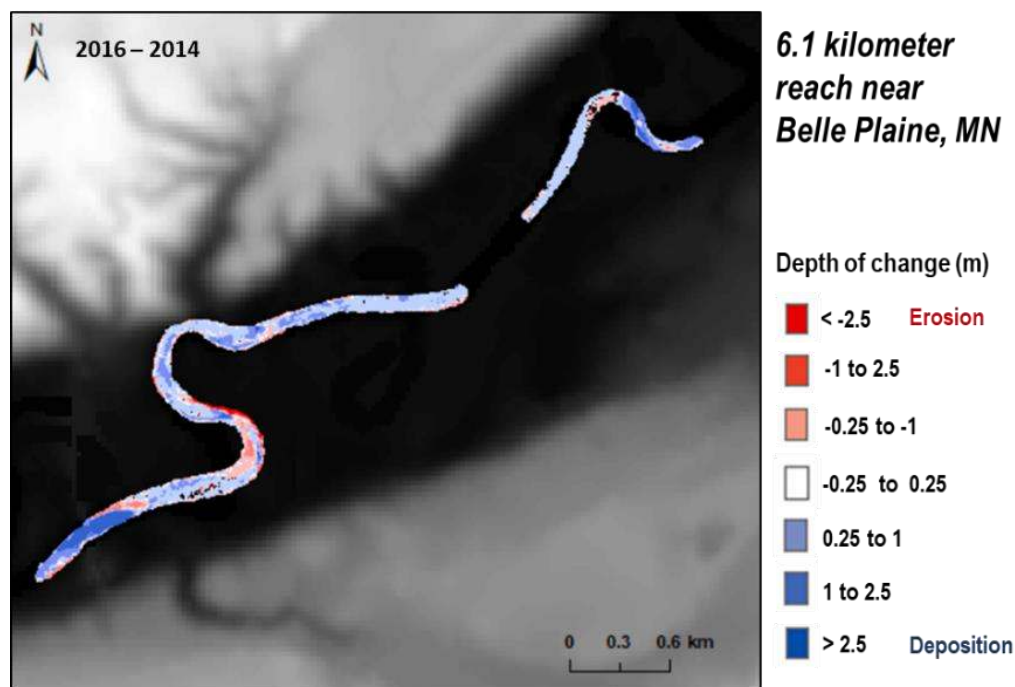 N
2016 – 2014
6.1 kilometer
reach near
Belle Plaine, MN
Depth of change (m)
< -2.5 Erosion
-1 to 2.5
-0.25 to -1
-0.25 to 0.25
0.25 to 1
1 to 2.5
> 2.5 Deposition
0 0.3 0.6 km